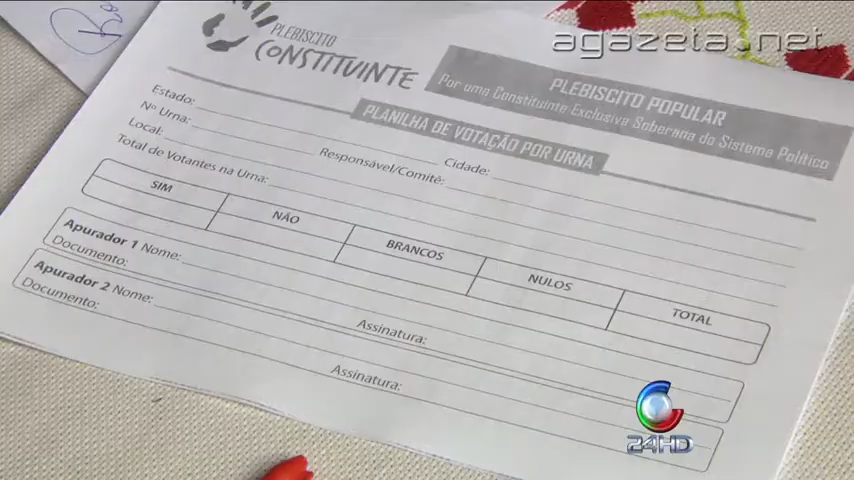 agazeta.net
PLEBISCITO
CONSTITUINTE
PLEBISCITO POPULAR
Por uma Constituinte Exclusiva Soberana do Sistema Político
PLANILHA DE VOTAÇÃO POR URNA
Estado:
Nº Urna:
Cidade:
Local:
Responsável/Comitê:
Total de Votantes na Urna:
SIM NÃO BRANCOS NULOS TOTAL
Apurador 1 Nome:
Documento:
Assinatura:
Apurador 2 Nome:
Documento:
Assinatura:
24HD